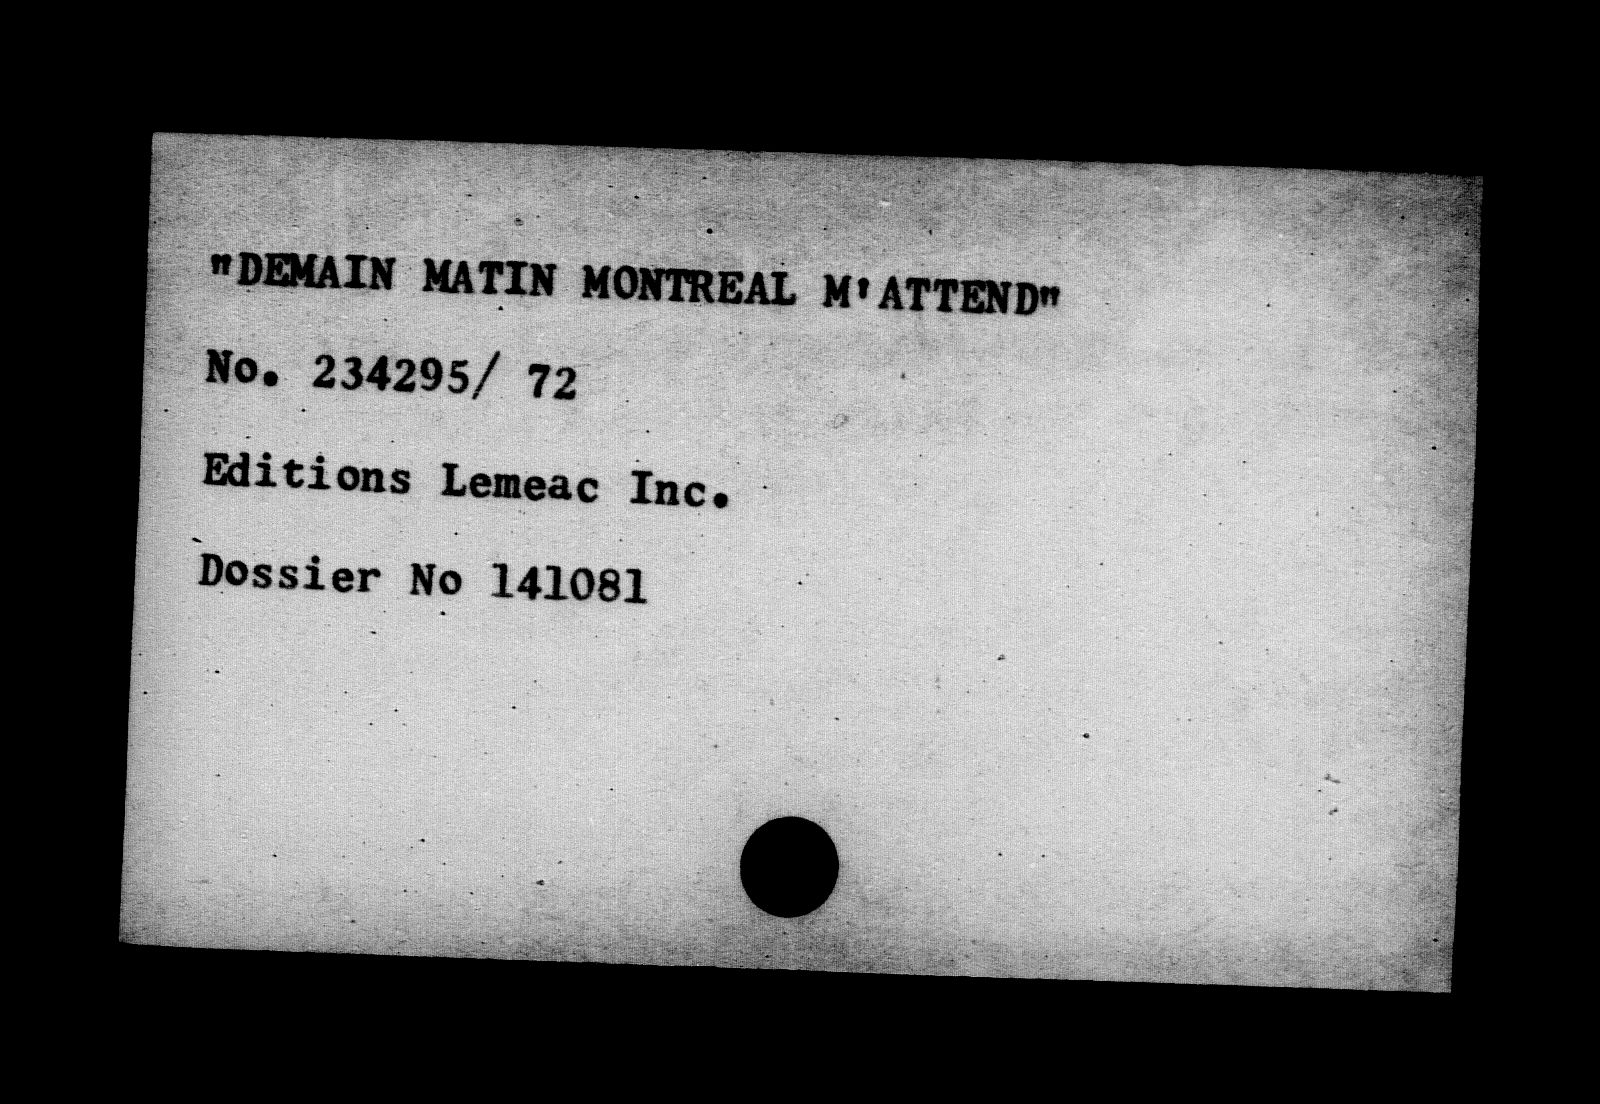 "DEMAIN MATIN MONTREAL M'ATTEND"
No. 234295/ 72
Editions Lemeac Inc.
Dossier No 141081